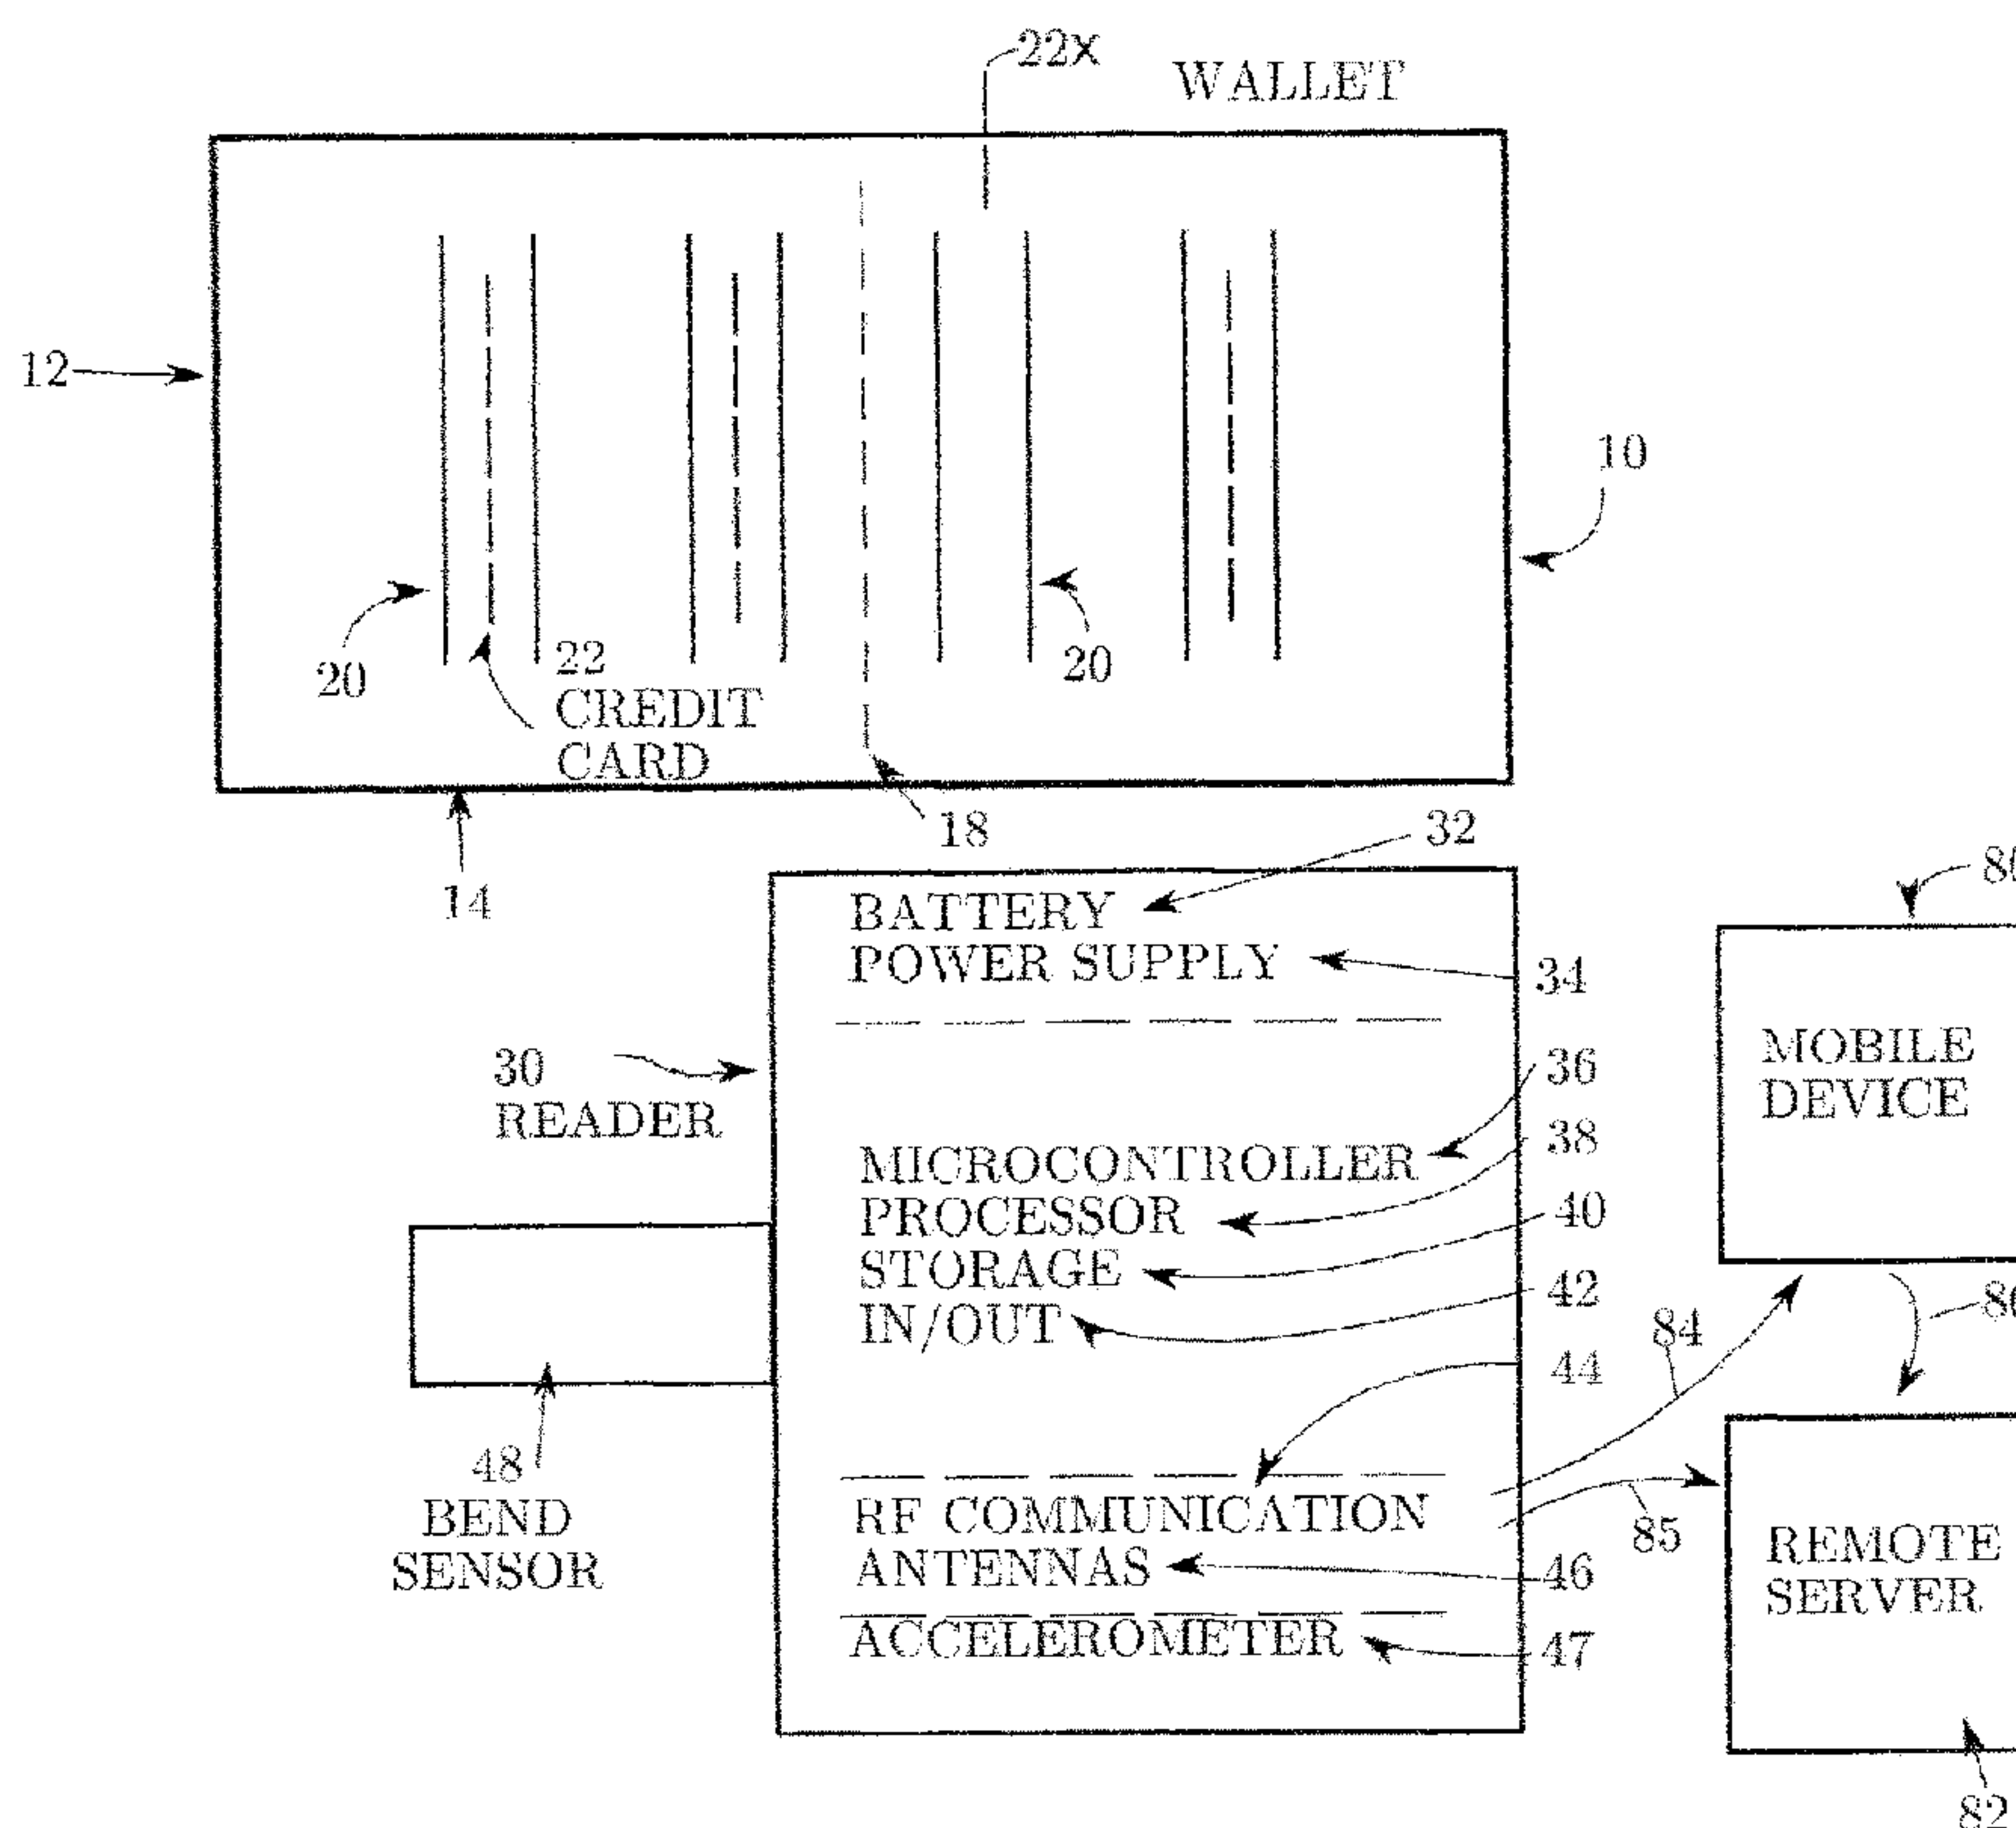 22X
WALLET
12
10
20
22
CREDIT
CARD
20
18
14
32
BATTERY
POWER SUPPLY
34
30
READER
36
38
MICROCONTROLLER
PROCESSOR
STORAGE
IN/OUT
40
42
44
48
BEND
SENSOR
RF COMMUNICATION
ANTENNAS
46
ACCELEROMETER
47
MOBILE
DEVICE
84
85
REMOTE
SERVER
82